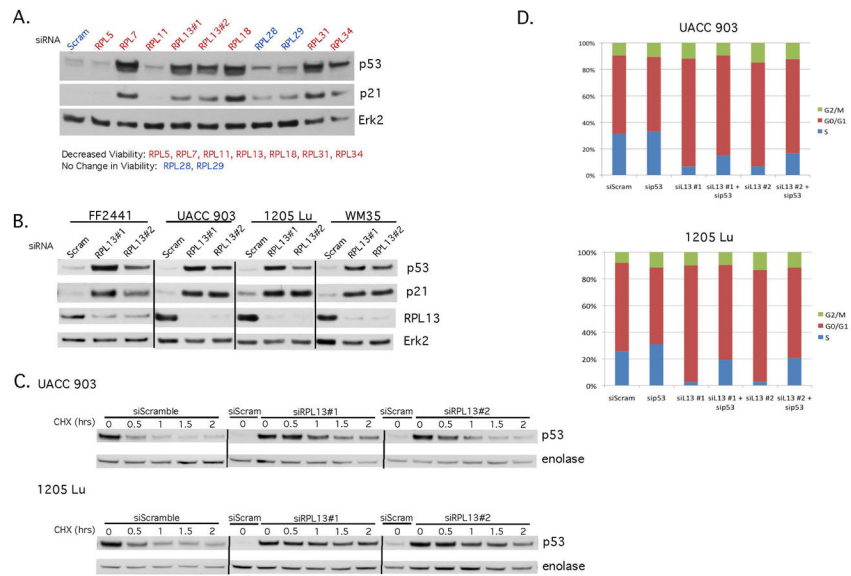 A.
siRNA Scram RPL5 RPL7 RPL11 RPL13#1 RPL13#2 RPL18 RPL28 RPL29 RPL31 RPL34
p53
p21
Erk2
Decreased Viability: RPL5, RPL7, RPL11, RPL13, RPL18, RPL31, RPL34
No Change in Viability: RPL28, RPL29
B.
FF2441 UACC 903 1205 Lu WM35
siRNA Scram RPL13#1 RPL13#2 Scram RPL13#1 RPL13#2 Scram RPL13#1 RPL13#2 Scram RPL13#1 RPL13#2
p53
p21
RPL13
Erk2
C.
UACC 903
siScramble siScram siRPL13#1 siScram siRPL13#2
CHX (hrs) 0 0.5 1 1.5 2 0 0 0.5 1 1.5 2 0 0 0.5 1 1.5 2
p53
enolase
1205 Lu
siScramble siScram siRPL13#1 siScram siRPL13#2
CHX (hrs) 0 0.5 1 1.5 2 0 0 0.5 1 1.5 2 0 0 0.5 1 1.5 2
p53
enolase
D.
UACC 903
100%
80%
60%
40%
20%
0%
siScram sip53 siL13 #1 siL13 #1 + siL13 #2 siL13 #2 +
sip53 sip53
G2/M
G0/G1
S
1205 Lu
100%
80%
60%
40%
20%
0%
siScram sip53 siL13 #1 siL13 #1 + siL13 #2 siL13 #2 +
sip53 sip53
G2/M
G0/G1
S